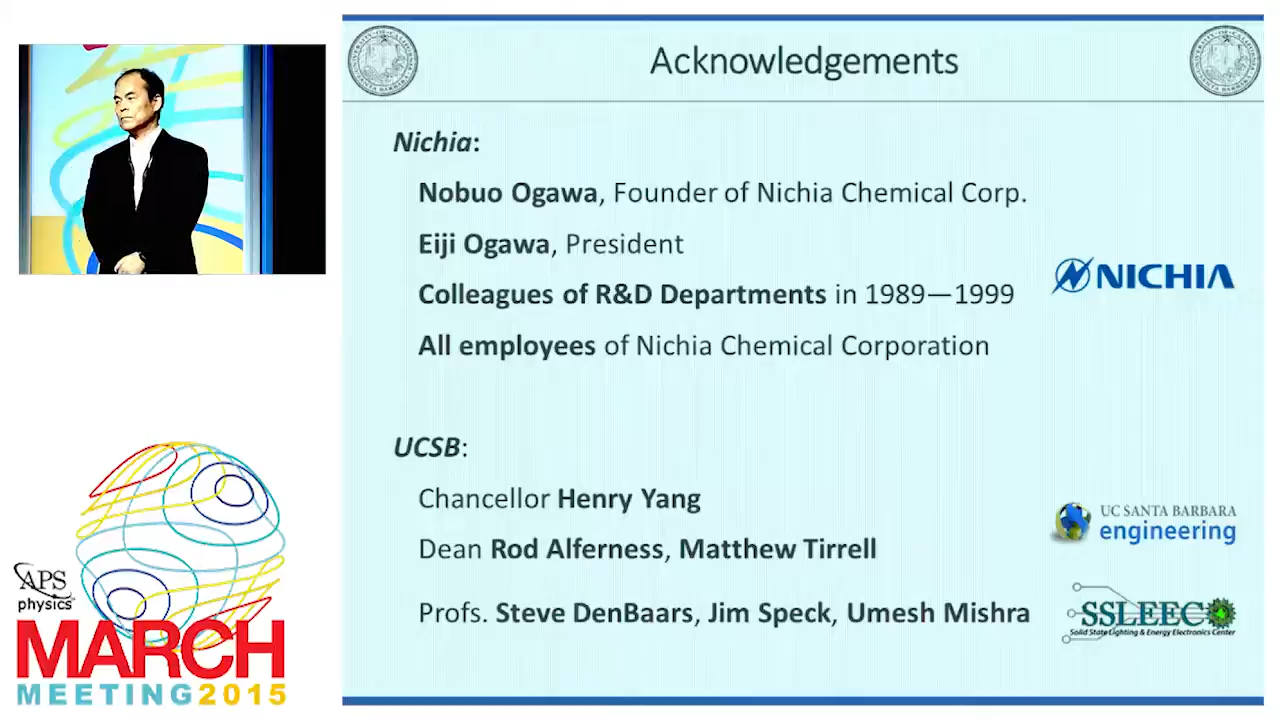 Acknowledgements
Nichia:
Nobuo Ogawa, Founder of Nichia Chemical Corp.
Eiji Ogawa, President
Colleagues of R&D Departments in 1989—1999
All employees of Nichia Chemical Corporation
NICHIA
UCSB:
Chancellor Henry Yang
Dean Rod Alferness, Matthew Tirrell
Profs. Steve DenBaars, Jim Speck, Umesh Mishra
UC SANTA BARBARA
engineering
SSLEEC
Solid State Lighting & Energy Electronics Center
APS
physics
MARCH
MEETING2015